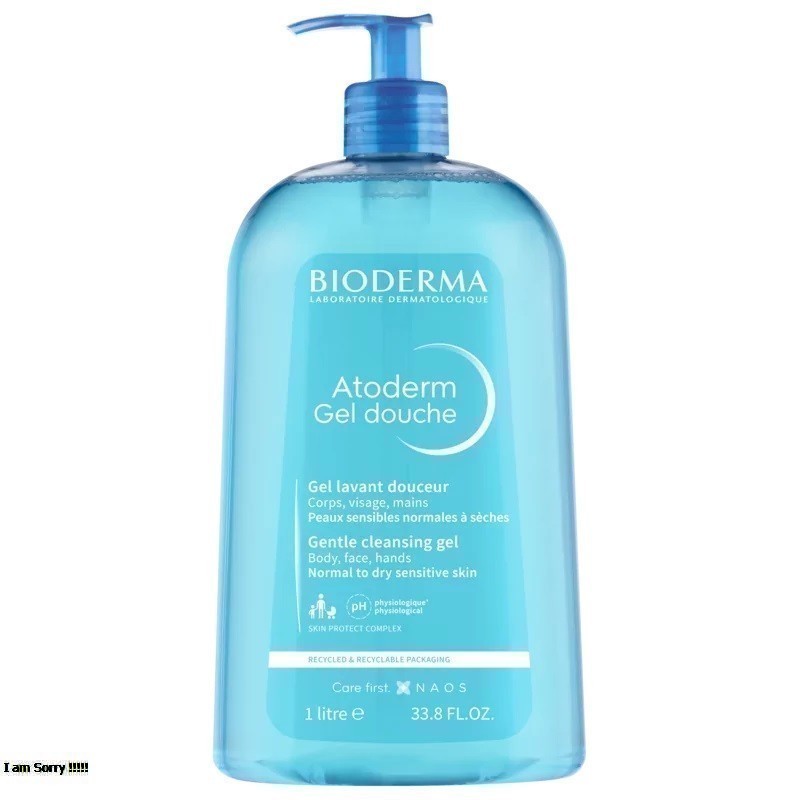 BIODERMA
LABORATOIRE DERMATOLOGIQUE
Atoderm
Gel douche
Gel lavant douceur
Corps, visage, mains
Peaux sensibles normales à sèches
Gentle cleansing gel
Body, face, hands
Normal to dry sensitive skin
pH physiologique*
physiological
SKIN PROTECT COMPLEX
RECYCLED & RECYCLABLE PACKAGING
Care first. NAOS
1 litre ℮ 33.8 FL.OZ.
I am Sorry !!!!!